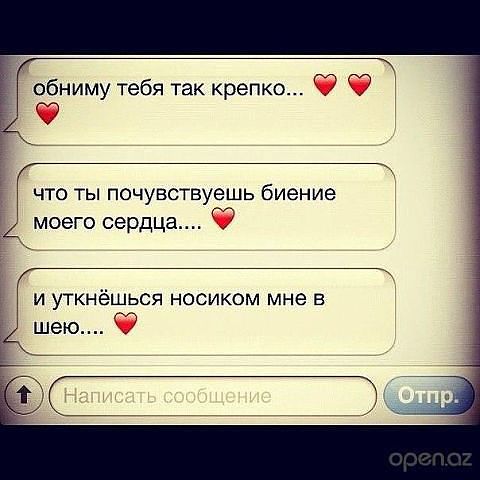 обниму тебя так крепко... ❤️ ❤️
❤️
что ты почувствуешь биение
моего сердца.... ❤️
и уткнёшься носиком мне в
шею.... ❤️
Написать сообщение
Отпр.
open.az